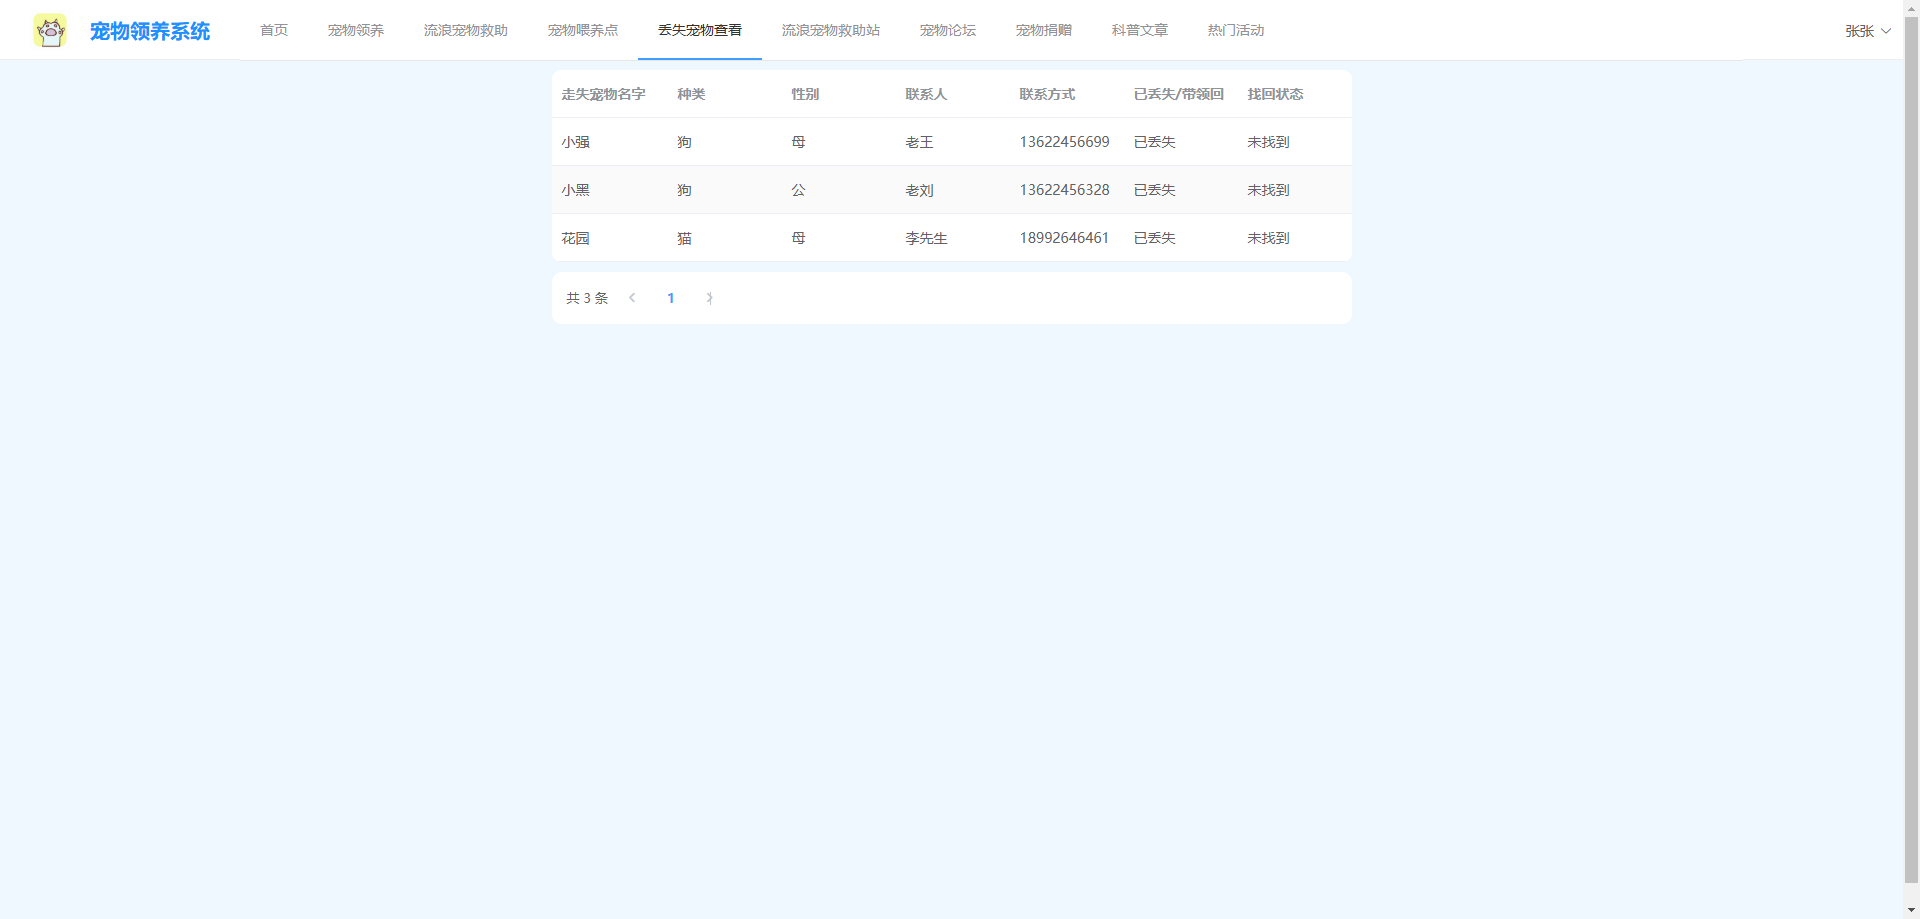 宠物领养系统 首页 宠物领养 流浪宠物救助 宠物喂养点 丢失宠物查看 流浪宠物救助站 宠物论坛 宠物捐赠 科普文章 热门活动 张张
走失宠物名字 种类 性别 联系人 联系方式 已丢失/带领回 找回状态
小强 狗 母 老王 13622456699 已丢失 未找到
小黑 狗 公 老刘 13622456328 已丢失 未找到
花园 猫 母 李先生 18992646461 已丢失 未找到
共 3 条 1